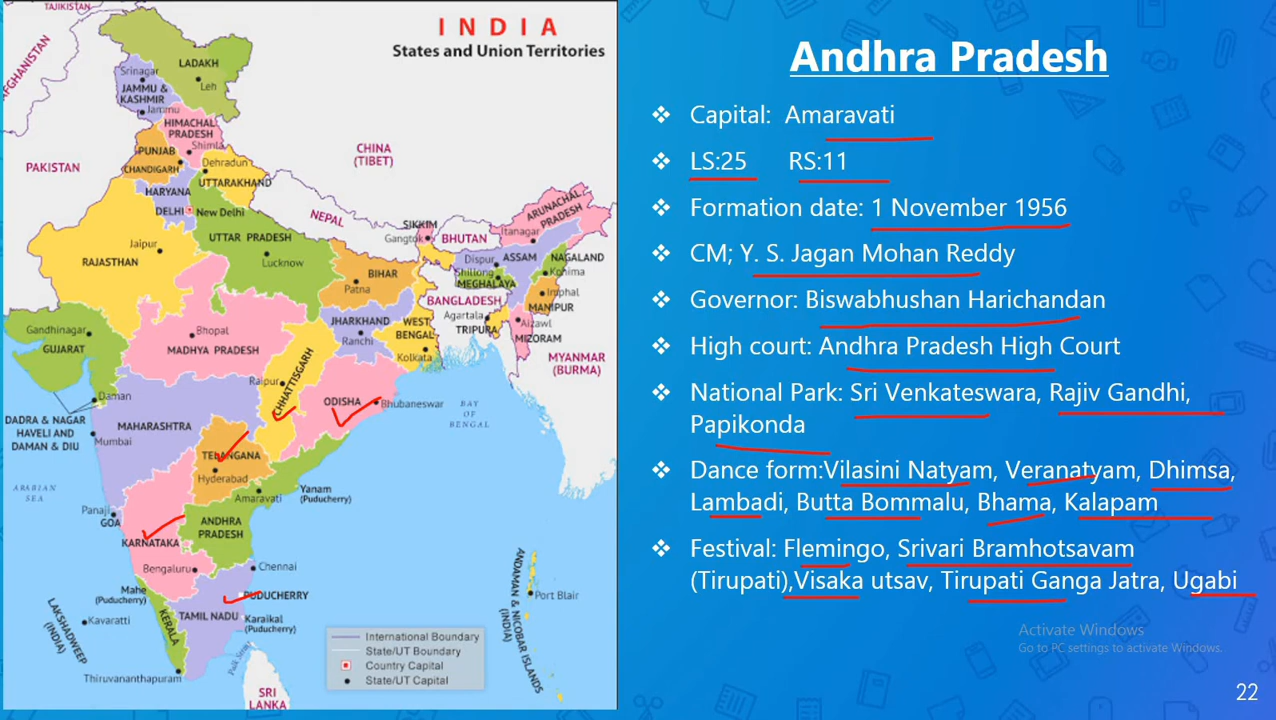 TAJIKISTAN
AFGHANISTAN
INDIA
States and Union Territories
LADAKH
Leh
Srinagar
JAMMU &
KASHMIR
Jammu
HIMACHAL
PRADESH
Shimla
PUNJAB
CHANDIGARH
Dehradun
UTTARAKHAND
PAKISTAN
CHINA
(TIBET)
HARYANA
DELHI
New Delhi
NEPAL
SIKKIM
Gangtok
BHUTAN
ARUNACHAL
PRADESH
Itanagar
Jaipur
RAJASTHAN
UTTAR PRADESH
Lucknow
BIHAR
Patna
Dispur
ASSAM
NAGALAND
Kohima
Shillong
MEGHALAYA
Imphal
MANIPUR
BANGLADESH
Agartala
TRIPURA
Aizawl
MIZORAM
MYANMAR
(BURMA)
Gandhinagar
GUJARAT
Bhopal
MADHYA PRADESH
JHARKHAND
Ranchi
WEST
BENGAL
Kolkata
CHHATTISGARH
Raipur
ODISHA
Bhubaneswar
BAY
OF
BENGAL
Daman
DADRA & NAGAR
HAVELI AND
DAMAN & DIU
Mumbai
MAHARASHTRA
TELANGANA
Hyderabad
Amaravati
Yanam
(Puducherry)
ARABIAN
SEA
Panaji
GOA
KARNATAKA
ANDHRA
PRADESH
Bengaluru
Chennai
Mahe
(Puducherry)
PUDUCHERRY
TAMIL NADU
Karaikal
(Puducherry)
KERALA
LAKSHADWEEP
(INDIA)
Kavaratti
Thiruvananthapuram
Palk Strait
SRI
LANKA
ANDAMAN & NICOBAR ISLANDS
(INDIA)
Port Blair
International Boundary
State/UT Boundary
Country Capital
State/UT Capital
Andhra Pradesh
❖ Capital: Amaravati
❖ LS:25 RS:11
❖ Formation date: 1 November 1956
❖ CM; Y. S. Jagan Mohan Reddy
❖ Governor: Biswabhushan Harichandan
❖ High court: Andhra Pradesh High Court
❖ National Park: Sri Venkateswara, Rajiv Gandhi,
Papikonda
❖ Dance form:Vilasini Natyam, Veranatyam, Dhimsa,
Lambadi, Butta Bommalu, Bhama, Kalapam
❖ Festival: Flemingo, Srivari Bramhotsavam
(Tirupati),Visaka utsav, Tirupati Ganga Jatra, Ugabi
Activate Windows
Go to PC settings to activate Windows.
22